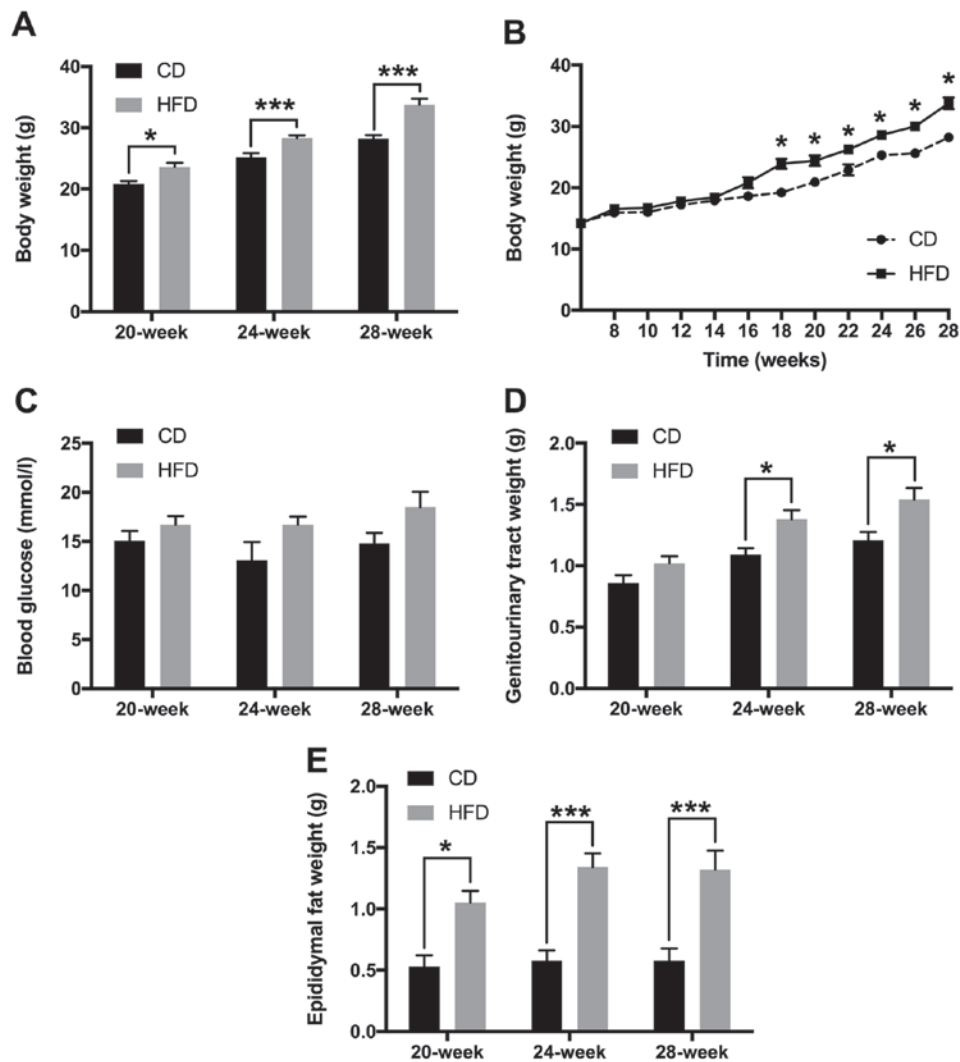 A
Body weight (g)
40
30
20
10
0
CD
HFD
*
***
***
20-week
24-week
28-week
B
Body weight (g)
40
30
20
10
0
*
*
*
*
*
*
CD
HFD
8
10
12
14
16
18
20
22
24
26
28
Time (weeks)
C
Blood glucose (mmol/l)
25
20
15
10
5
0
CD
HFD
20-week
24-week
28-week
D
Genitourinary tract weight (g)
2.0
1.5
1.0
0.5
0.0
CD
HFD
*
*
20-week
24-week
28-week
E
Epididymal fat weight (g)
2.0
1.5
1.0
0.5
0.0
CD
HFD
*
***
***
20-week
24-week
28-week